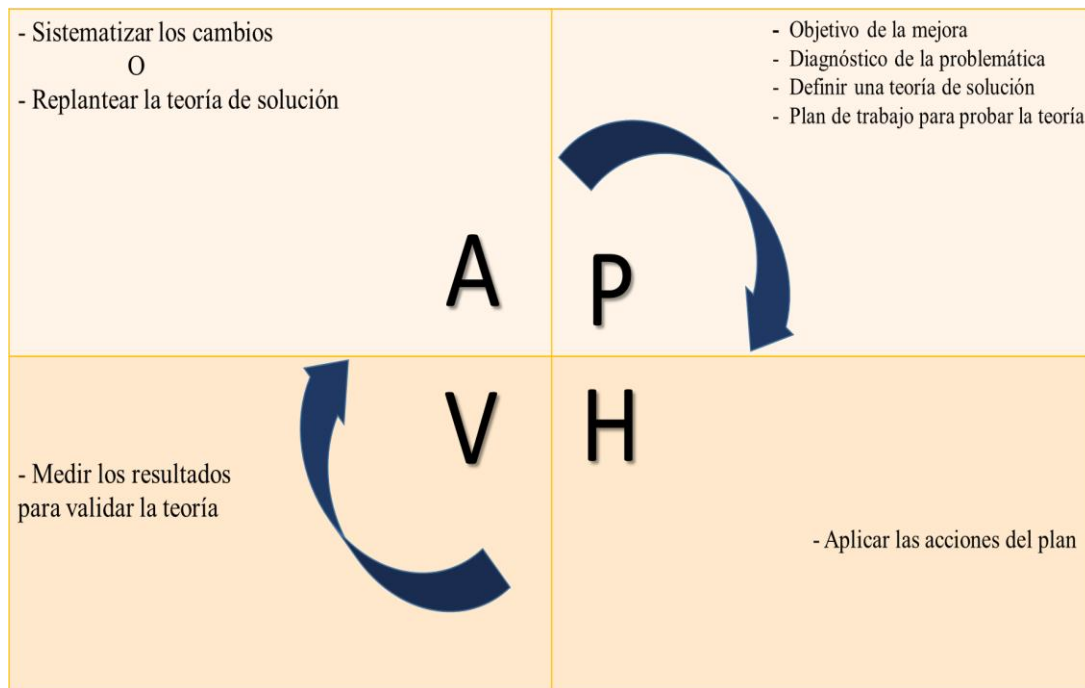 - Sistematizar los cambios
O
- Replantear la teoría de solución
- Objetivo de la mejora
- Diagnóstico de la problemática
- Definir una teoría de solución
- Plan de trabajo para probar la teoría
A
P
V
H
- Medir los resultados
para validar la teoría
- Aplicar las acciones del plan